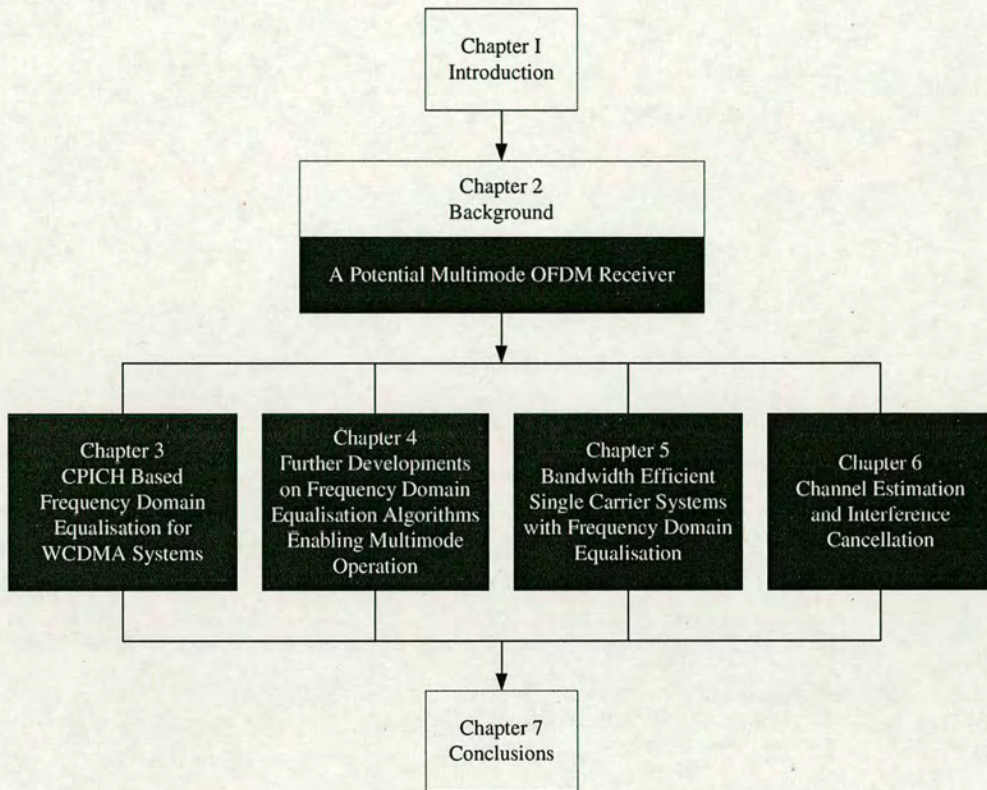 Chapter I
Introduction
Chapter 2
Background
A Potential Multimode OFDM Receiver
Chapter 3
CPICH Based
Frequency Domain
Equalisation for
WCDMA Systems
Chapter 4
Further Developments
on Frequency Domain
Equalisation Algorithms
Enabling Multimode
Operation
Chapter 5
Bandwidth Efficient
Single Carrier Systems
with Frequency Domain
Equalisation
Chapter 6
Channel Estimation
and Interference
Cancellation
Chapter 7
Conclusions